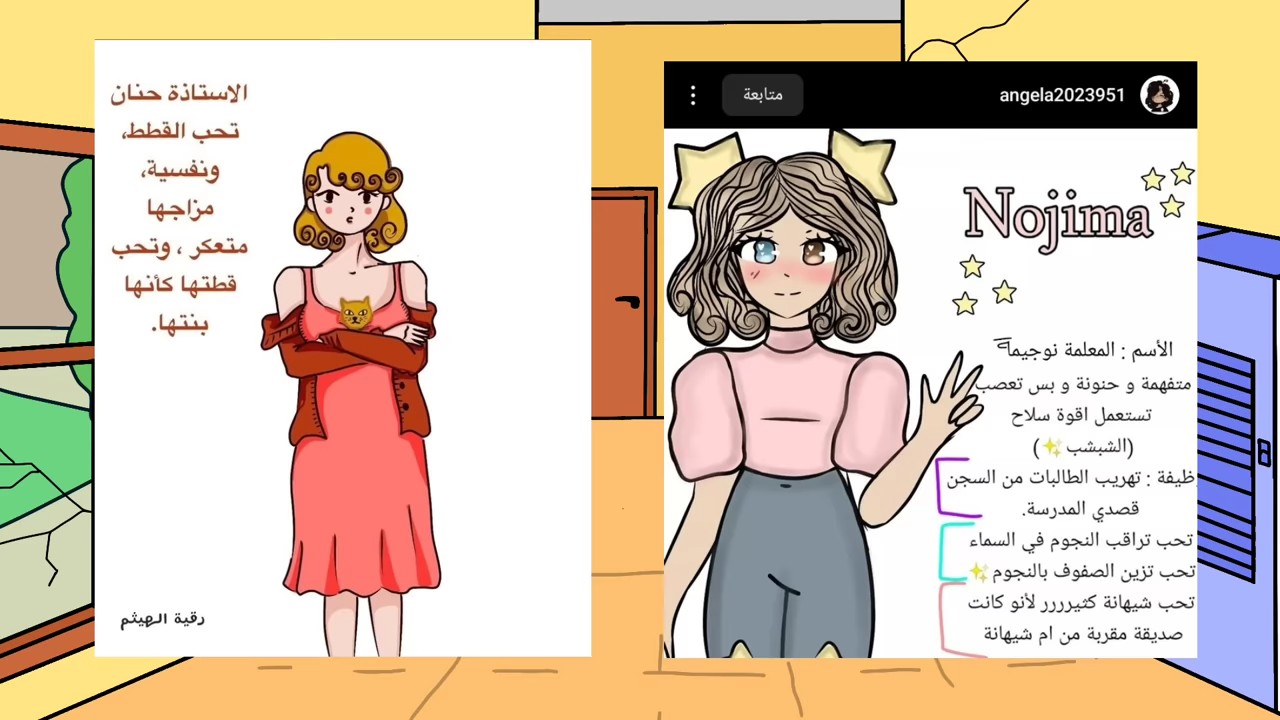 الاستاذة حنان
تحب القطط،
ونفسية،
مزاجها
متعكر ، وتحب
قطتها كأنها
بنتها.
رقية الهيثم
متابعة
angela2023951
Nojima
الأسم : المعلمة نوجيما
متفهمة و حنونة و بس تعصب
تستعمل اقوة سلاح
(الشبشب ✨)
ظيفة : تهريب الطالبات من السجن
قصدي المدرسة.
تحب تراقب النجوم في السماء
تحب تزين الصفوف بالنجوم ✨
تحب شيهانة كثيررر لأنو كانت
صديقة مقربة من ام شيهانة